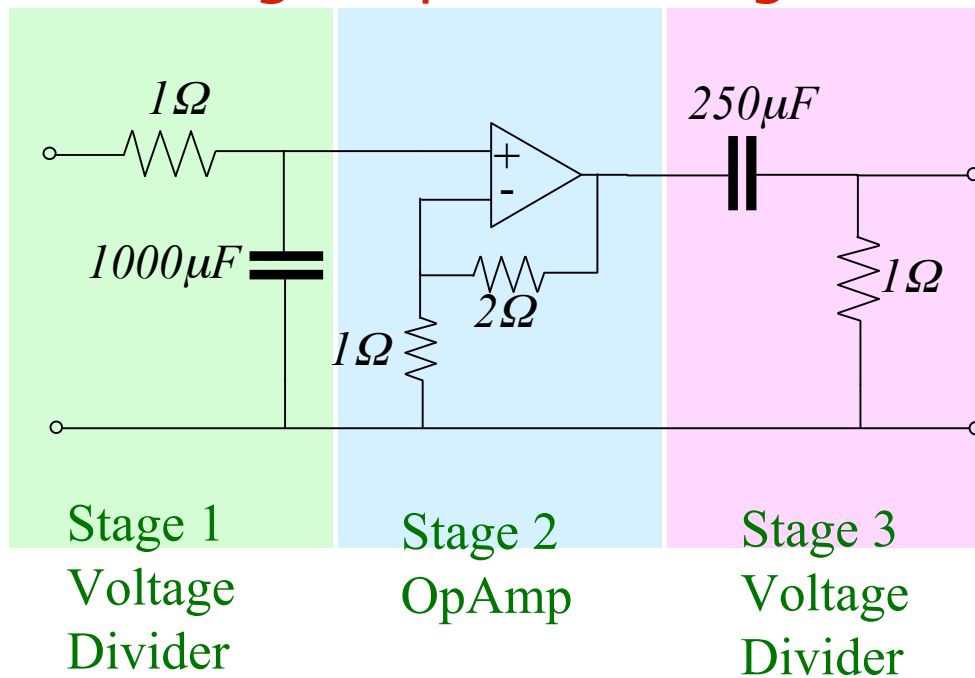 1Ω
250μF
+
-
1000μF
2Ω
1Ω
1Ω
Stage 1
Voltage
Divider
Stage 2
OpAmp
Stage 3
Voltage
Divider